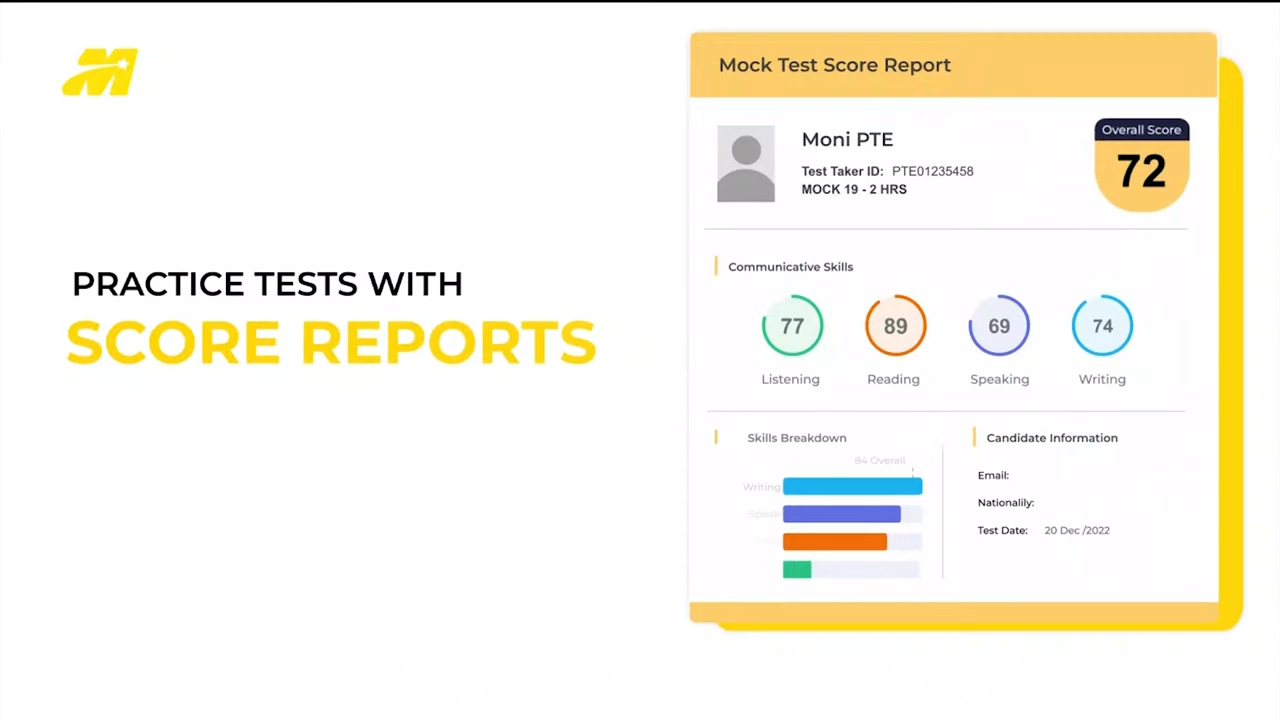 PRACTICE TESTS WITH
SCORE REPORTS
Mock Test Score Report
Moni PTE
Test Taker ID: PTE01235458
MOCK 19 - 2 HRS
Overall Score
72
Communicative Skills
77 89 69 74
Listening Reading Speaking Writing
Skills Breakdown
84 Overall
Writing
Speak
Candidate Information
Email:
Nationalily:
Test Date: 20 Dec /2022